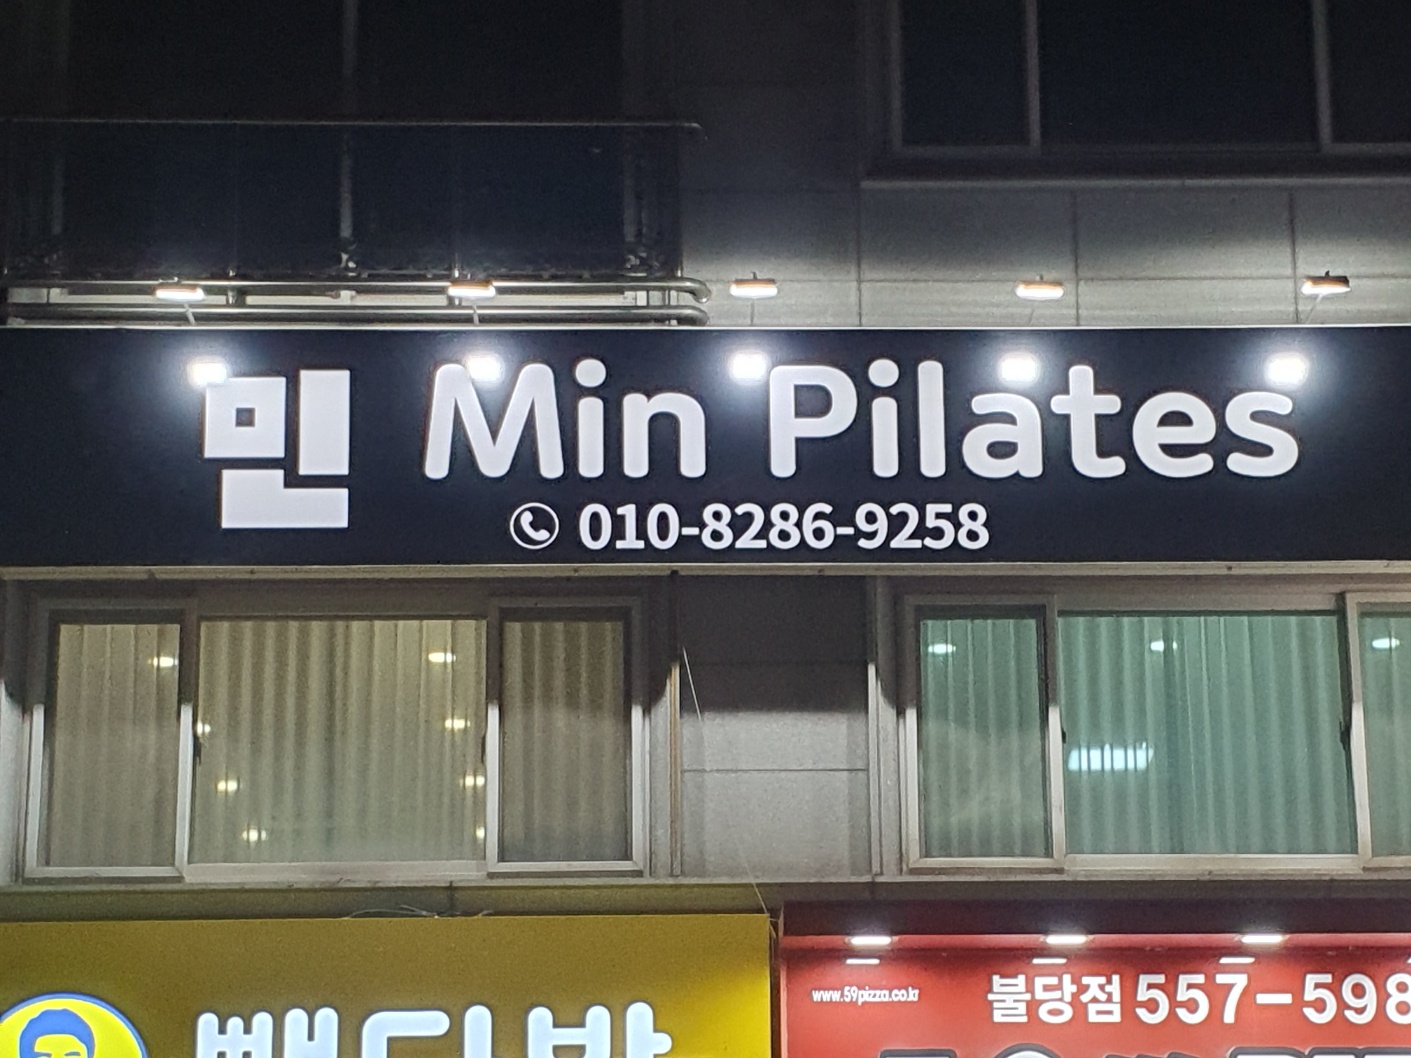 민 Min Pilates
010-8286-9258
www.59pizza.co.kr
불당점 557-598